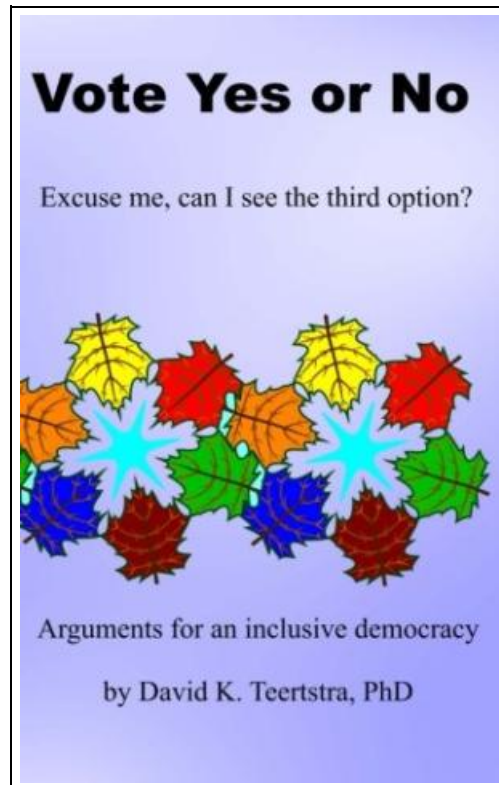 Vote Yes or No
Excuse me, can I see the third option?
Arguments for an inclusive democracy
by David K. Teertstra, PhD